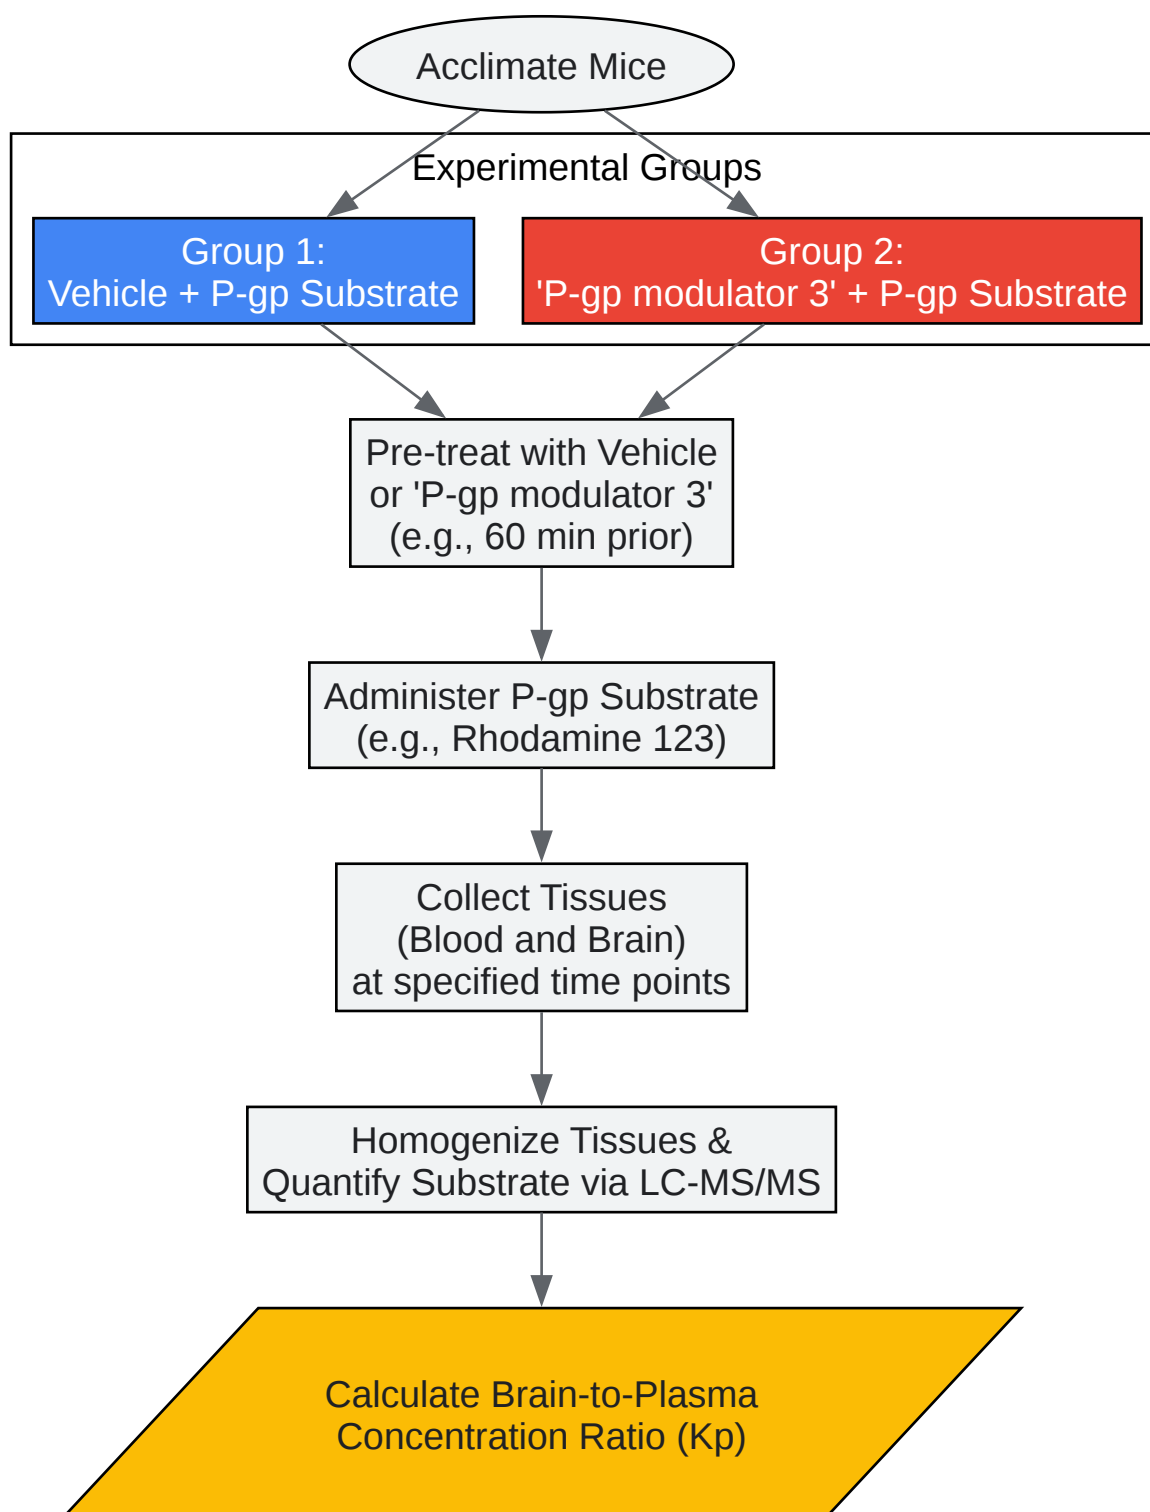 Acclimate Mice
Experimental Groups
Group 1:
Vehicle + P-gp Substrate
Group 2:
'P-gp modulator 3' + P-gp Substrate
Pre-treat with Vehicle
or 'P-gp modulator 3'
(e.g., 60 min prior)
Administer P-gp Substrate
(e.g., Rhodamine 123)
Collect Tissues
(Blood and Brain)
at specified time points
Homogenize Tissues &
Quantify Substrate via LC-MS/MS
Calculate Brain-to-Plasma
Concentration Ratio (Kp)